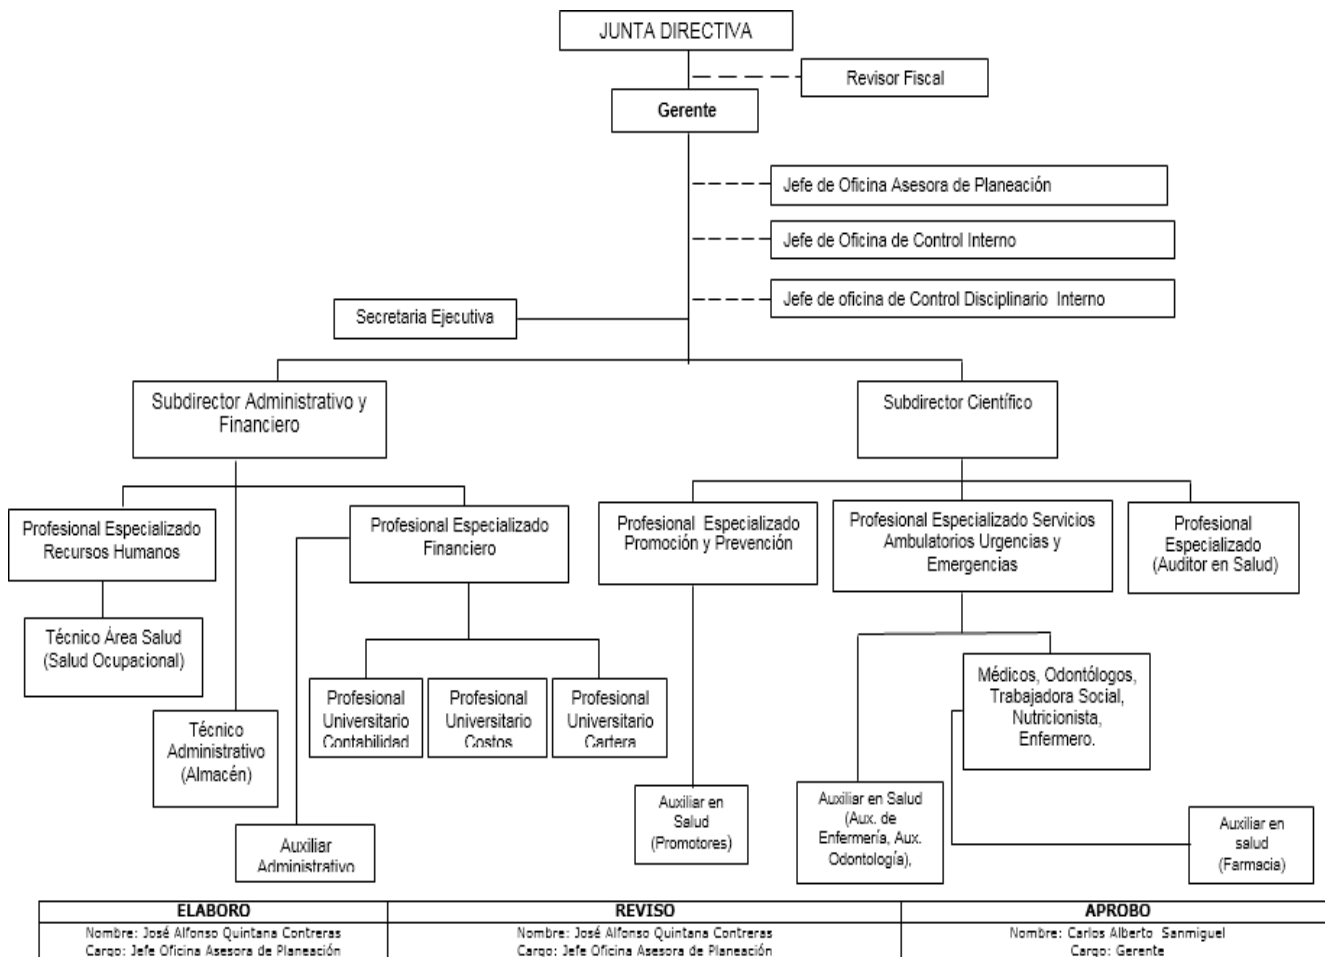 JUNTA DIRECTIVA
Revisor Fiscal
Gerente
Jefe de Oficina Asesora de Planeación
Jefe de Oficina de Control Interno
Jefe de oficina de Control Disciplinario Interno
Secretaria Ejecutiva
Subdirector Administrativo y
Financiero
Subdirector Científico
Profesional Especializado
Recursos Humanos
Profesional Especializado
Financiero
Profesional Especializado
Promoción y Prevención
Profesional Especializado Servicios
Ambulatorios Urgencias y
Emergencias
Profesional
Especializado
(Auditor en Salud)
Técnico Área Salud
(Salud Ocupacional)
Técnico
Administrativo
(Almacén)
Profesional
Universitario
Contabilidad
Profesional
Universitario
Costos
Profesional
Universitario
Cartera
Médicos, Odontólogos,
Trabajadora Social,
Nutricionista,
Enfermero.
Auxiliar
Administrativo
Auxiliar en
Salud
(Promotores)
Auxiliar en Salud
(Aux. de
Enfermería, Aux.
Odontología),
Auxiliar en
salud
(Farmacia)
ELABORO
Nombre: José Alfonso Quintana Contreras
Cargo: Jefe Oficina Asesora de Planeación
REVISO
Nombre: José Alfonso Quintana Contreras
Cargo: Jefe Oficina Asesora de Planeación
APROBO
Nombre: Carlos Alberto Sanmiguel
Cargo: Gerente